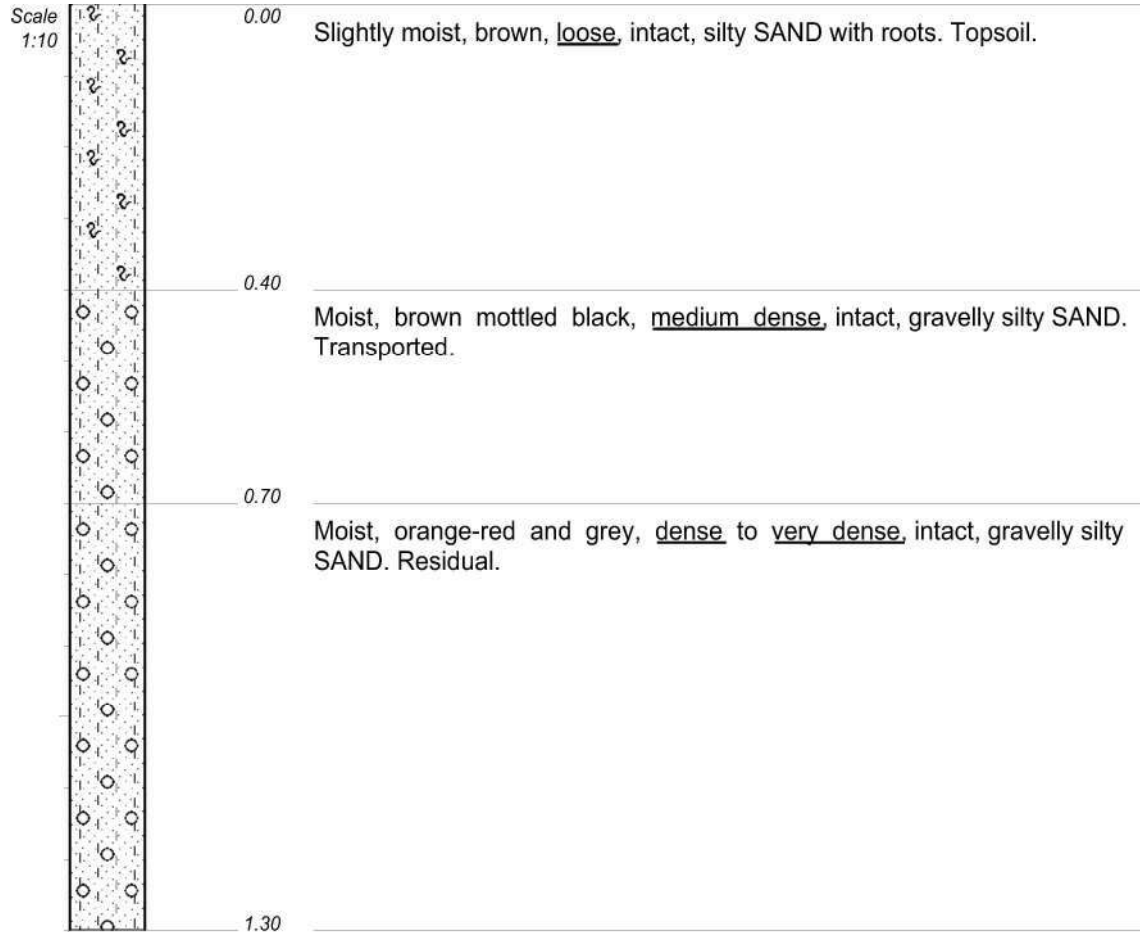 Scale
1:10
0.00
Slightly moist, brown, loose, intact, silty SAND with roots. Topsoil.
0.40
Moist, brown mottled black, medium dense, intact, gravelly silty SAND.
Transported.
0.70
Moist, orange-red and grey, dense to very dense, intact, gravelly silty
SAND. Residual.
1.30